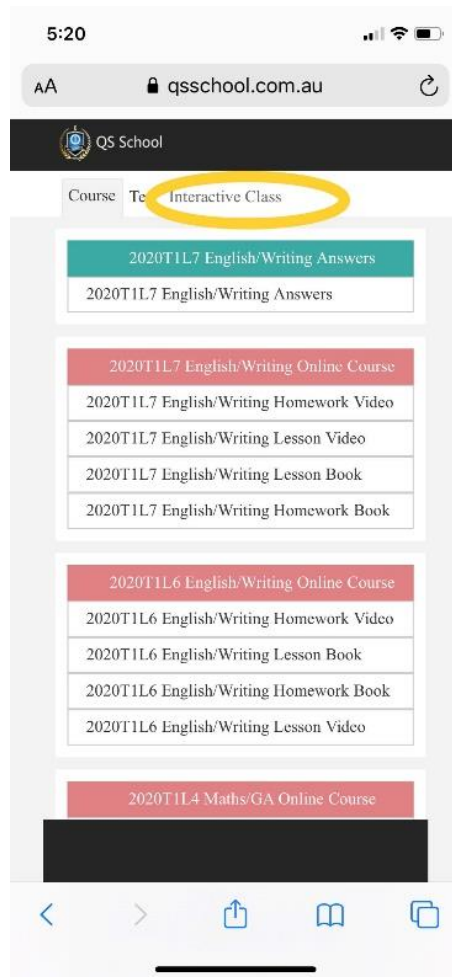 5:20
AA qsschool.com.au
QS School
Course Te Interactive Class
2020T1L7 English/Writing Answers
2020T1L7 English/Writing Answers
2020T1L7 English/Writing Online Course
2020T1L7 English/Writing Homework Video
2020T1L7 English/Writing Lesson Video
2020T1L7 English/Writing Lesson Book
2020T1L7 English/Writing Homework Book
2020T1L6 English/Writing Online Course
2020T1L6 English/Writing Homework Video
2020T1L6 English/Writing Lesson Book
2020T1L6 English/Writing Homework Book
2020T1L6 English/Writing Lesson Video
2020T1L4 Maths/GA Online Course